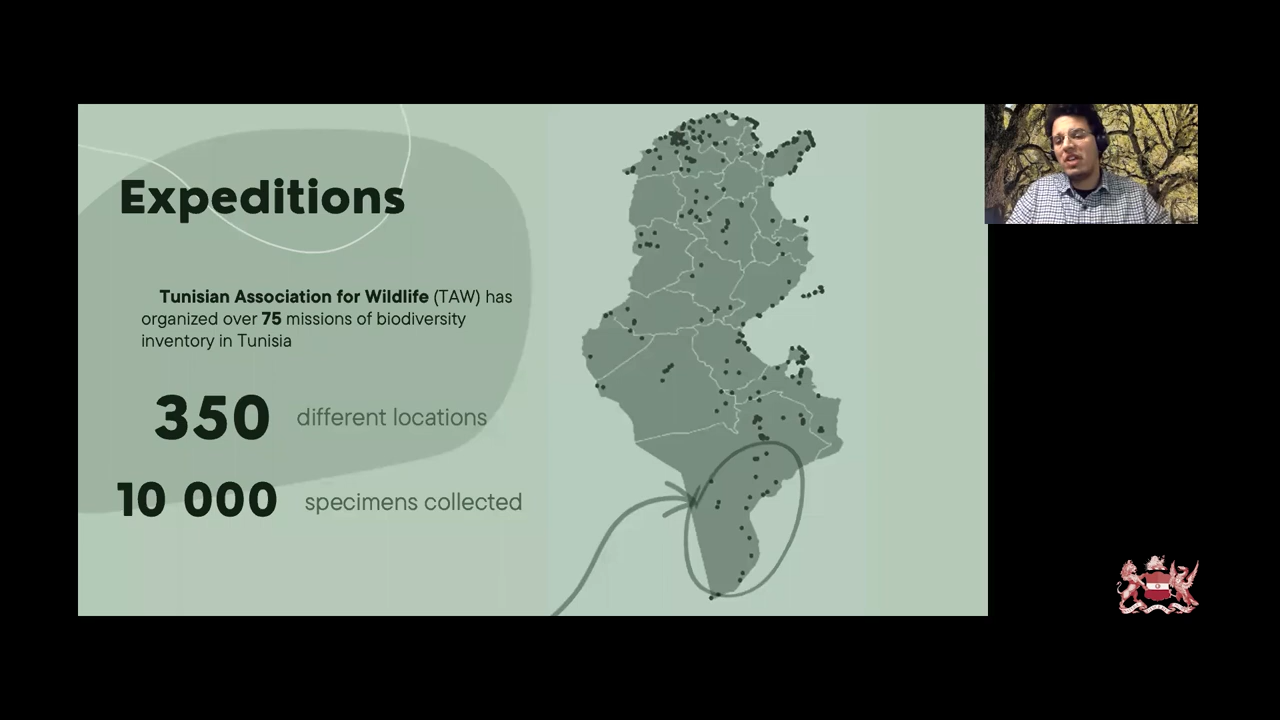 Expeditions
Tunisian Association for Wildlife (TAW) has
organized over 75 missions of biodiversity
inventory in Tunisia
350 different locations
10 000 specimens collected